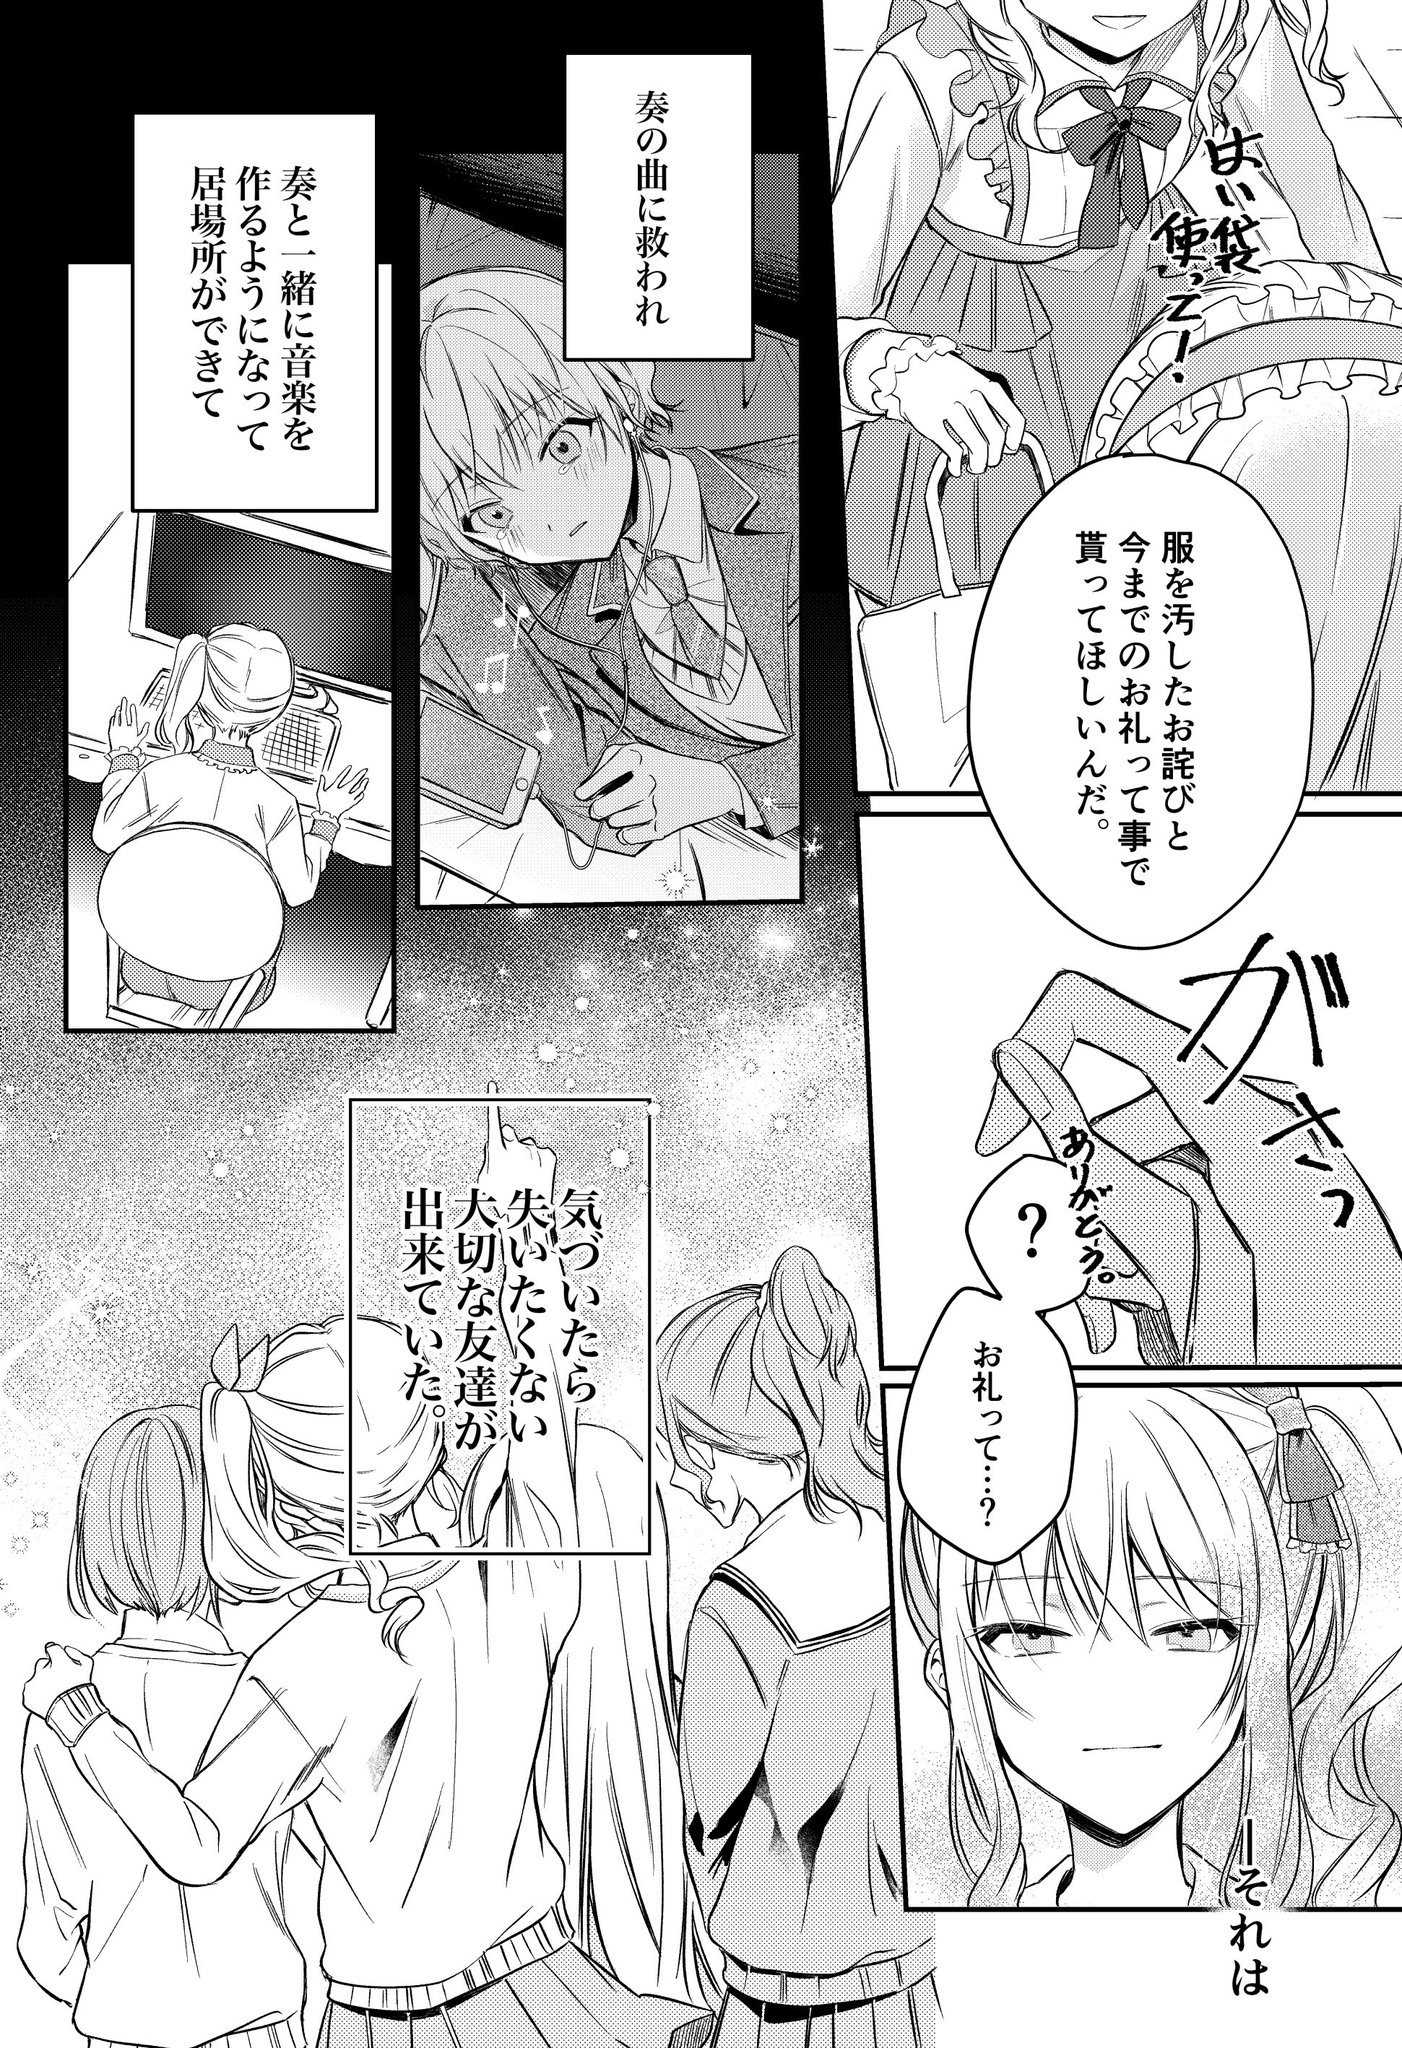 はい袋
使って！
服を汚したお詫びと
今までのお礼って事で
貰ってほしいんだ。
ガサっ
ありがとう。
？
お礼って…？
ーそれは
奏の曲に救われ
奏と一緒に音楽を
作るようになって
居場所ができて
気づいたら
失いたくない
大切な友達が
出来ていた。